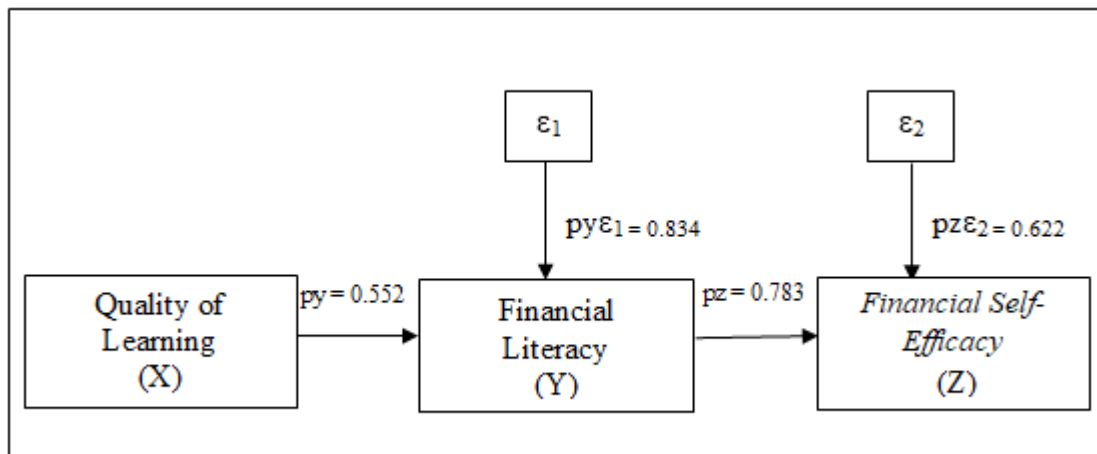 ε1
ε2
pyε1 = 0.834
pzε2 = 0.622
Quality of
Learning
(X)
py = 0.552
Financial
Literacy
(Y)
pz = 0.783
Financial Self-
Efficacy
(Z)